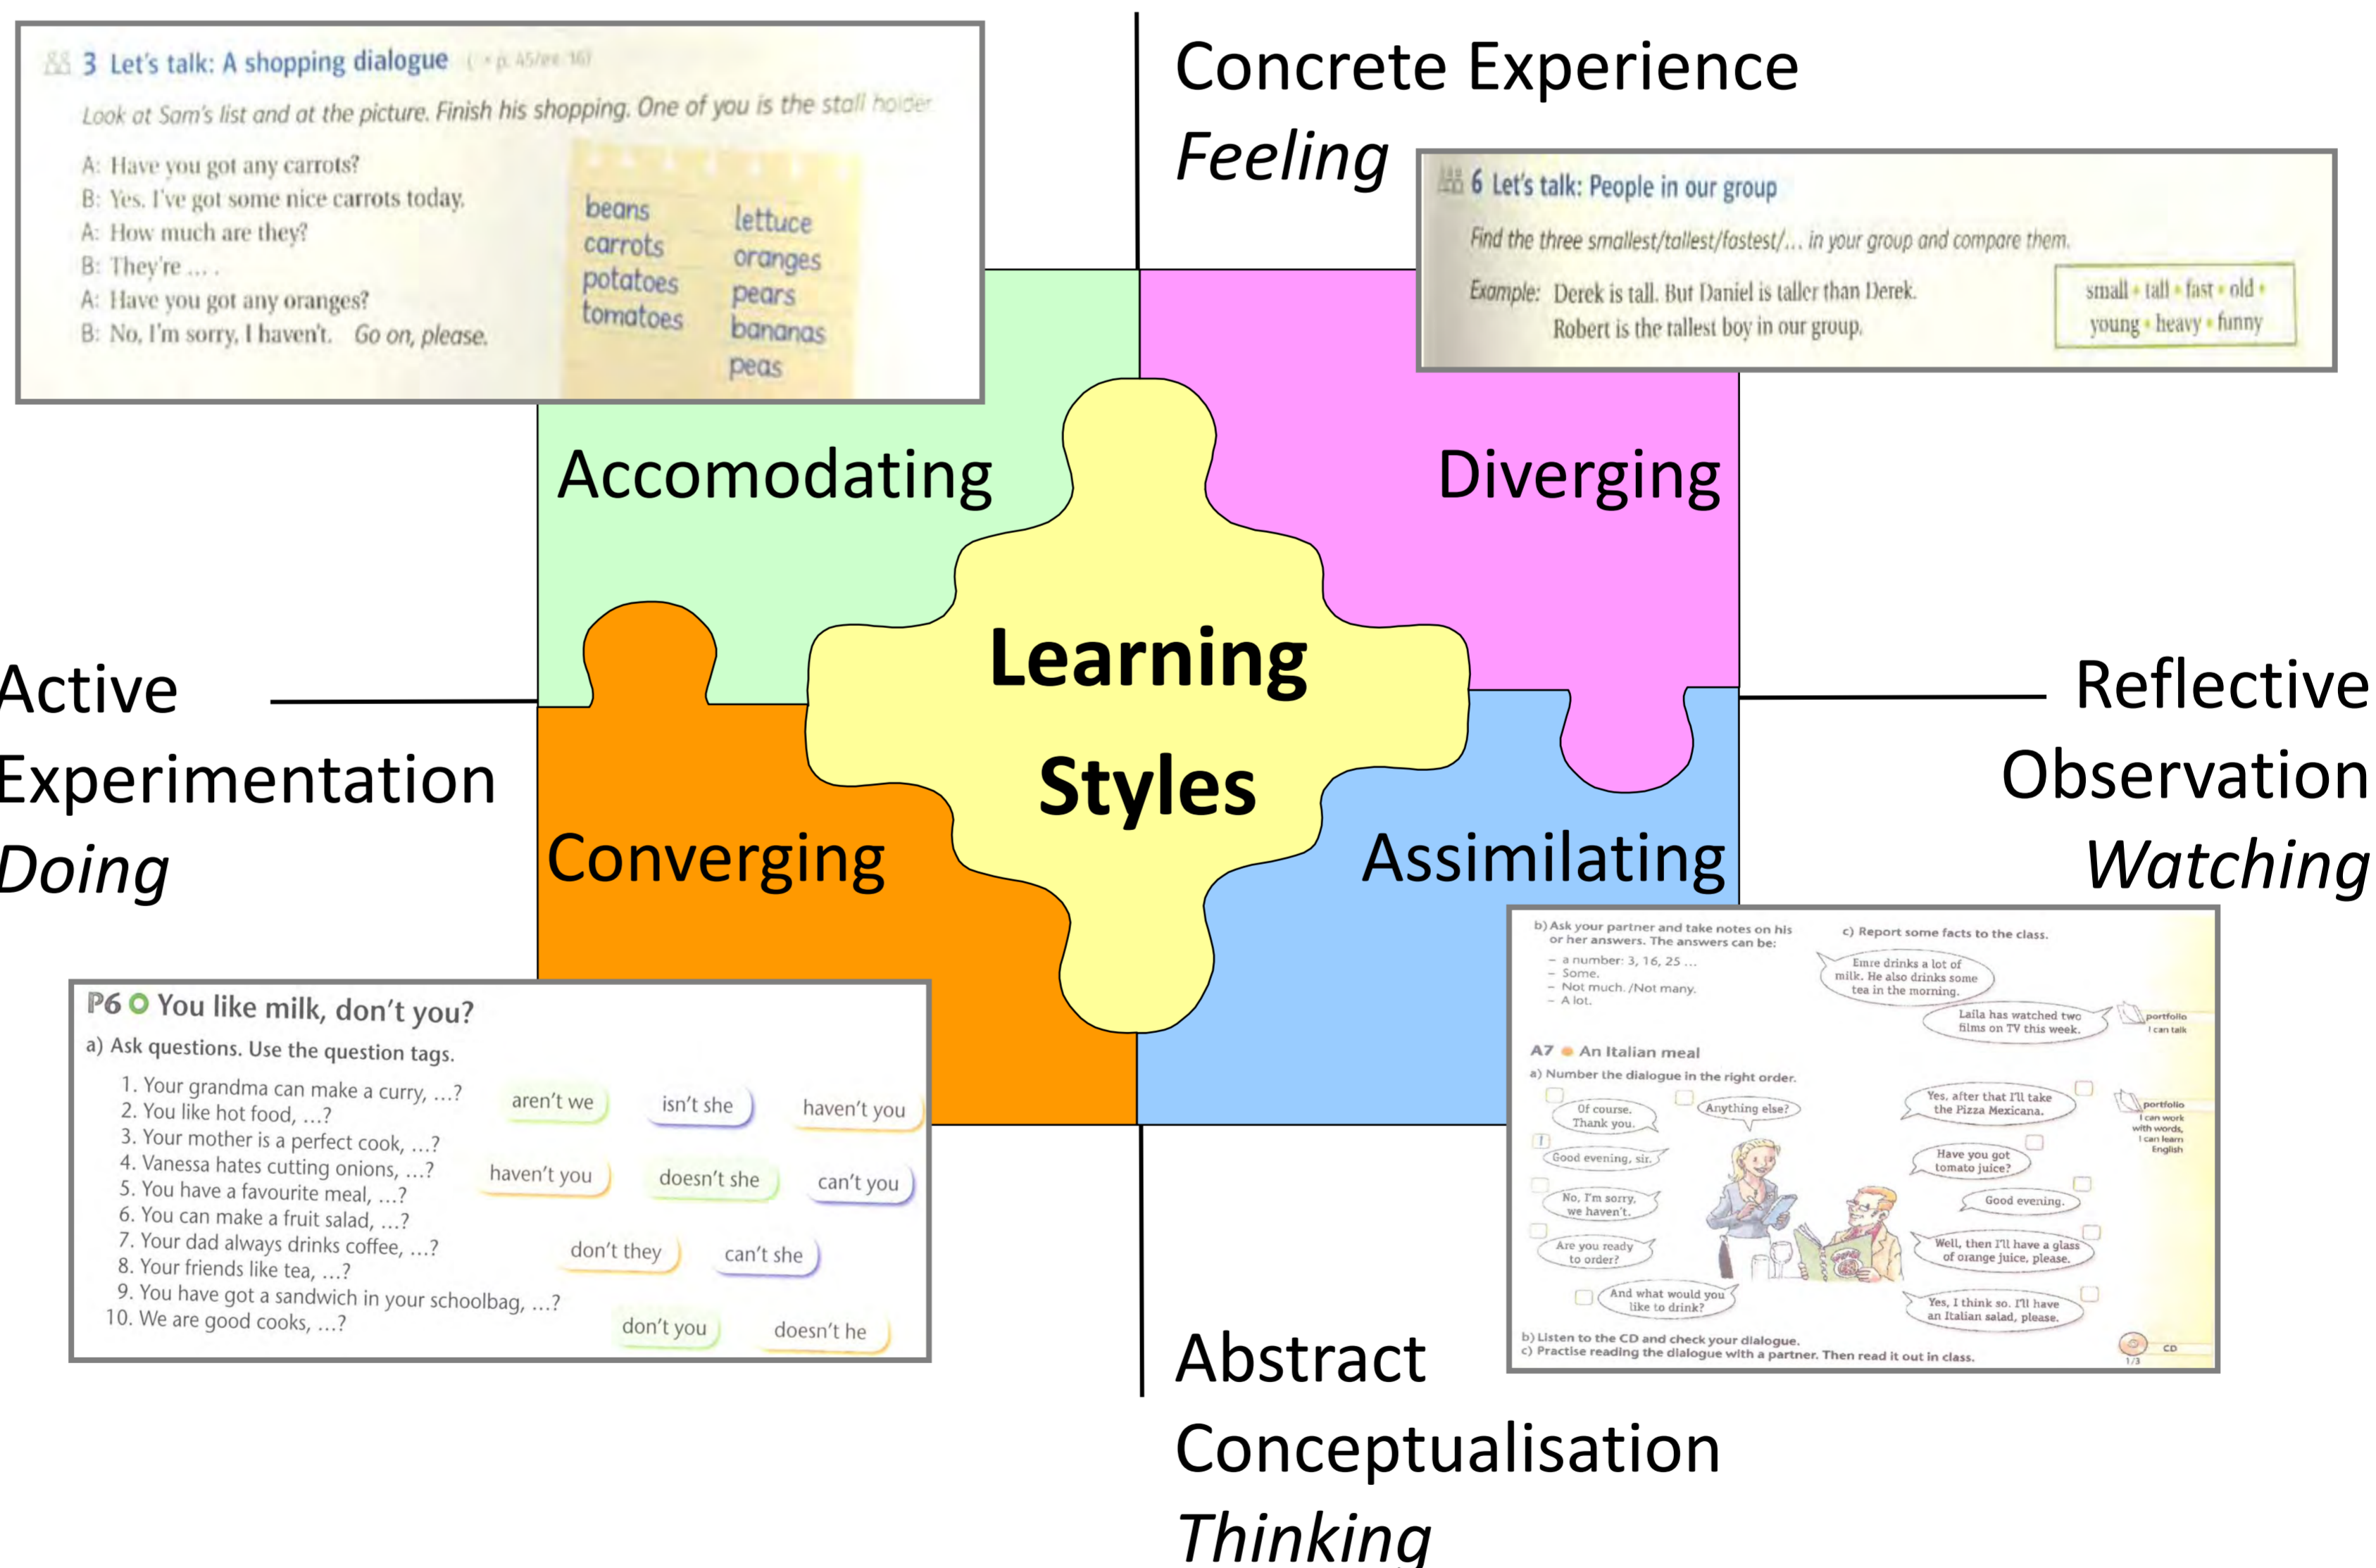 3 Let's talk: A shopping dialogue
Look at Sam's list and at the picture. Finish his shopping. One of you is the stall holder.
A: Have you got any carrots?
B: Yes. I've got some nice carrots today.
A: How much are they?
B: They're ... .
A: Have you got any oranges?
B: No, I'm sorry, I haven't. Go on, please.
beans
carrots
potatoes
tomatoes
lettuce
oranges
pears
bananas
peas
Concrete Experience
Feeling
6 Let's talk: People in our group
Find the three smallest/tallest/fastest/... in your group and compare them.
Example: Derek is tall. But Daniel is taller than Derek.
Robert is the tallest boy in our group.
small • tall • fast • old •
young • heavy • funny
Accomodating
Diverging
Learning
Styles
Active
Experimentation
Doing
Reflective
Observation
Watching
Converging
Assimilating
P6 You like milk, don't you?
a) Ask questions. Use the question tags.
1. Your grandma can make a curry, ...?
2. You like hot food, ...?
3. Your mother is a perfect cook, ...?
4. Vanessa hates cutting onions, ...?
5. You have a favourite meal, ...?
6. You can make a fruit salad, ...?
7. Your dad always drinks coffee, ...?
8. Your friends like tea, ...?
9. You have got a sandwich in your schoolbag, ...?
10. We are good cooks, ...?
aren't we
isn't she
haven't you
haven't you
doesn't she
can't you
don't they
can't she
don't you
doesn't he
b) Ask your partner and take notes on his
or her answers. The answers can be:
– a number: 3, 16, 25 ...
– Some.
– Not much. /Not many.
– A lot.
c) Report some facts to the class.
Emre drinks a lot of
milk. He also drinks some
tea in the morning.
Laila has watched two
films on TV this week.
portfolio
I can talk
A7 An Italian meal
a) Number the dialogue in the right order.
Of course.
Thank you.
Anything else?
Yes, after that I'll take
the Pizza Mexicana.
portfolio
I can work
with words,
I can learn
English
1
Good evening, sir.
Have you got
tomato juice?
No, I'm sorry,
we haven't.
Good evening.
Are you ready
to order?
Well, then I'll have a glass
of orange juice, please.
And what would you
like to drink?
Yes, I think so. I'll have
an Italian salad, please.
b) Listen to the CD and check your dialogue.
c) Practise reading the dialogue with a partner. Then read it out in class.
CD
1/3
Abstract
Conceptualisation
Thinking